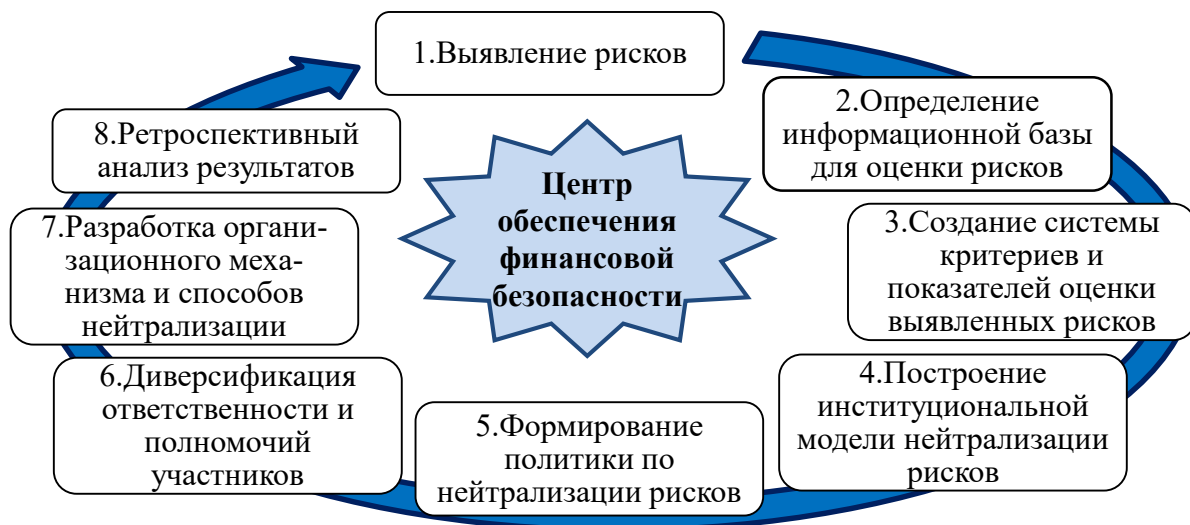 1.Выявление рисков
2.Определение
информационной базы
для оценки рисков
3.Создание системы
критериев и
показателей оценки
выявленных рисков
4.Построение
институциональной
модели нейтрализации
рисков
5.Формирование
политики по
нейтрализации рисков
6.Диверсификация
ответственности и
полномочий
участников
7.Разработка органи-
зационного меха-
низма и способов
нейтрализации
8.Ретроспективный
анализ результатов
Центр
обеспечения
финансовой
безопасности